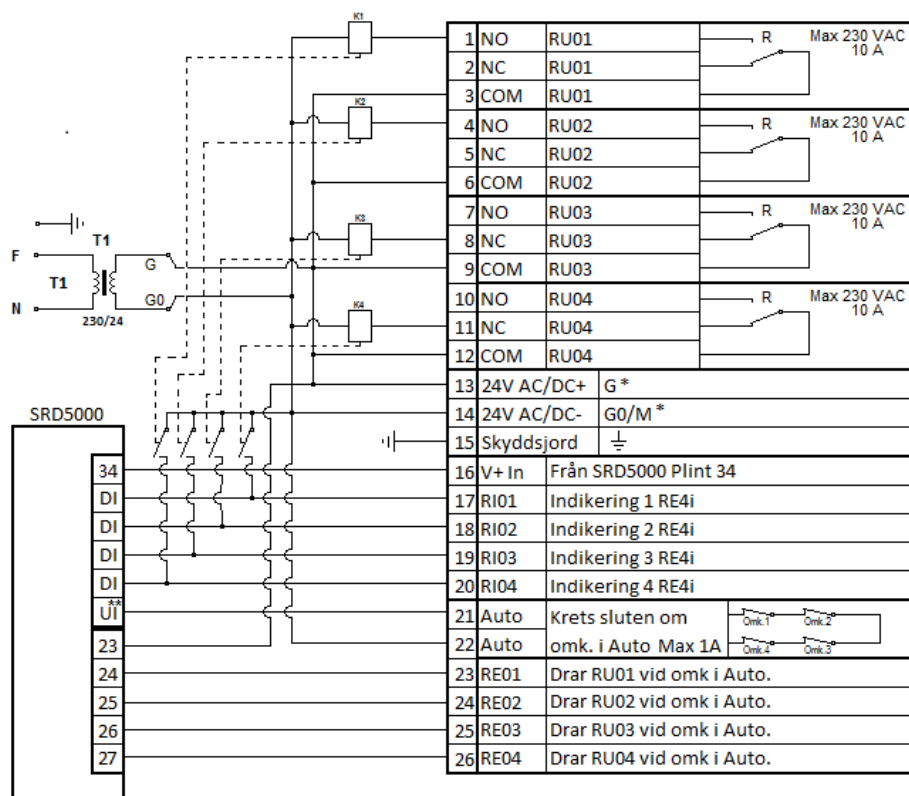 K1
1 NO RU01 R Max 230 VAC
10 A
2 NC RU01
3 COM RU01
K2
4 NO RU02 R Max 230 VAC
10 A
5 NC RU02
6 COM RU02
K3
7 NO RU03 R Max 230 VAC
10 A
8 NC RU03
9 COM RU03
F T1 G
T1
N G0
230/24
K4
10 NO RU04 R Max 230 VAC
10 A
11 NC RU04
12 COM RU04
13 24V AC/DC+ G *
14 24V AC/DC- G0/M *
15 Skyddsjord
SRD5000
34 16 V+ In Från SRD5000 Plint 34
DI 17 RI01 Indikering 1 RE4i
DI 18 RI02 Indikering 2 RE4i
DI 19 RI03 Indikering 3 RE4i
DI 20 RI04 Indikering 4 RE4i
UI** 21 Auto Krets sluten om Omk.1 Omk.2
23 22 Auto omk. i Auto Max 1A Omk.4 Omk.3
24 23 RE01 Drar RU01 vid omk i Auto.
25 24 RE02 Drar RU02 vid omk i Auto.
26 25 RE03 Drar RU03 vid omk i Auto.
27 26 RE04 Drar RU04 vid omk i Auto.